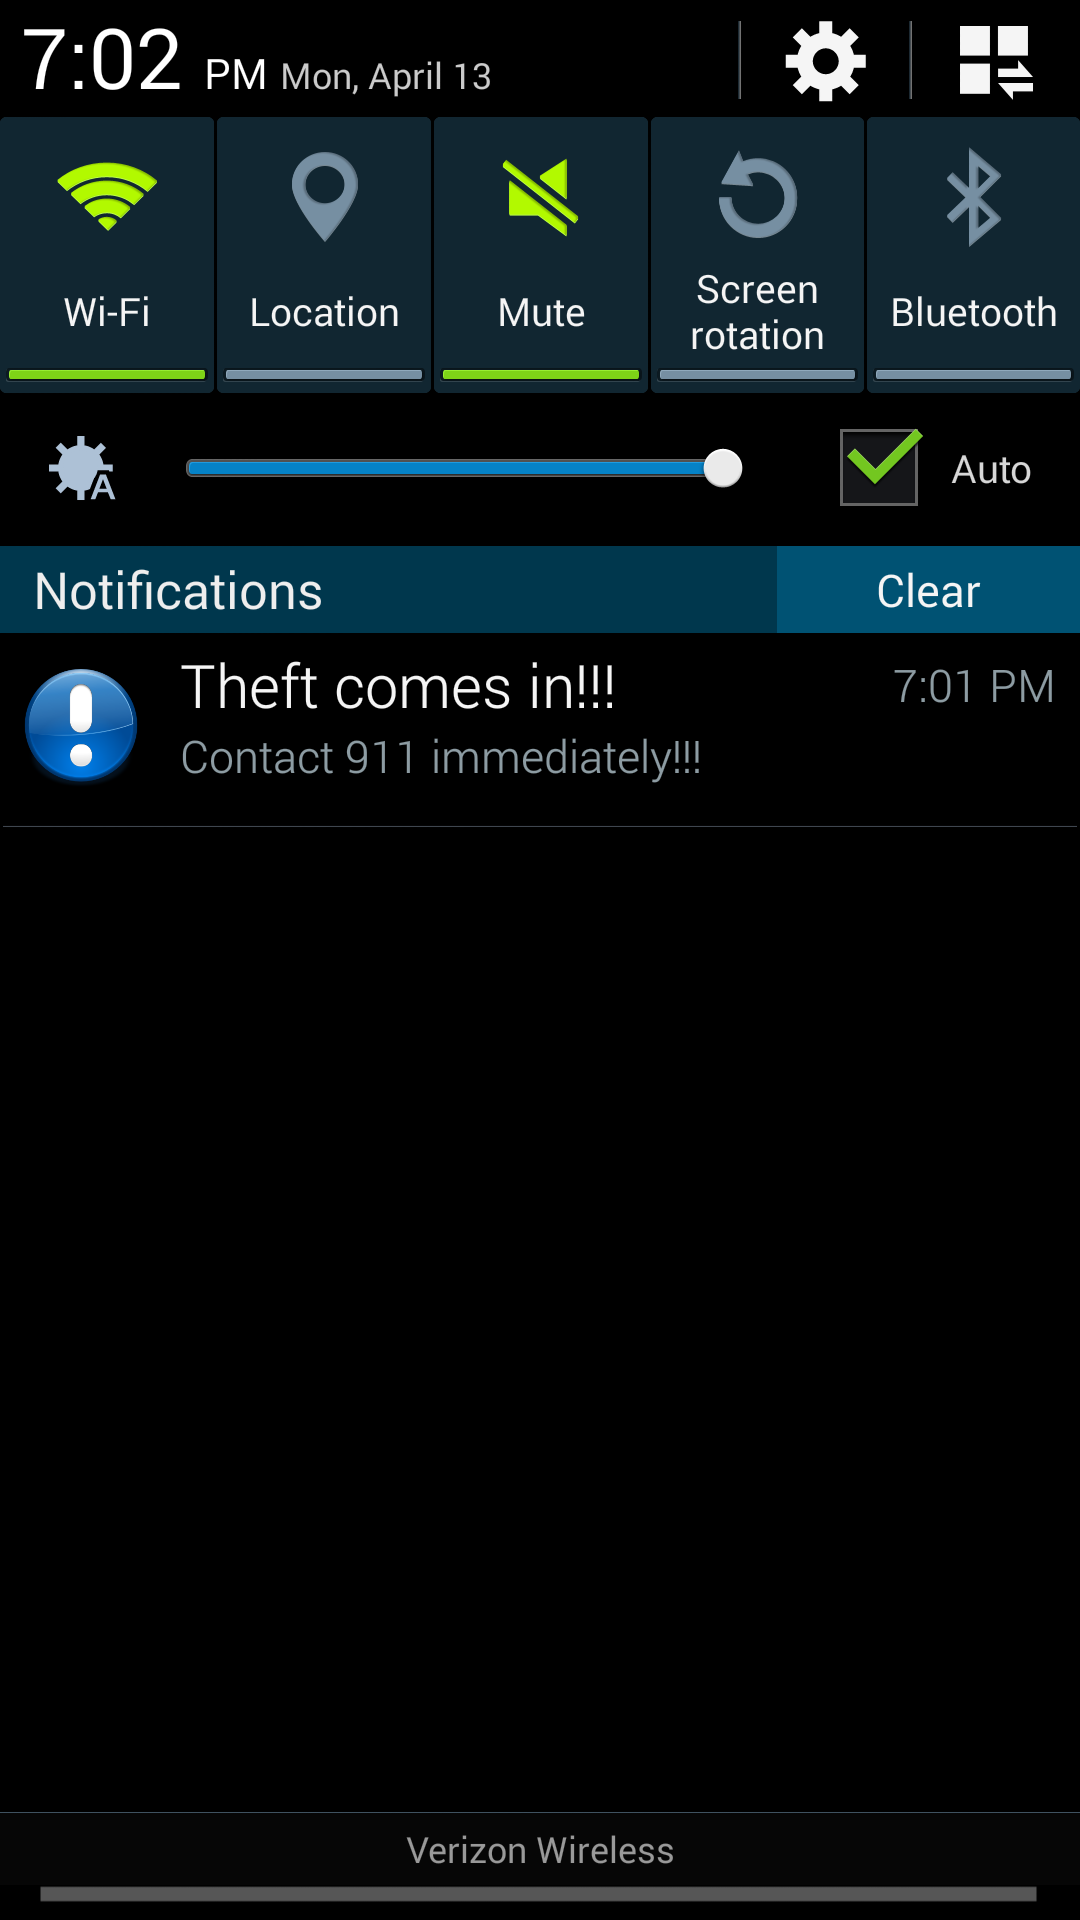 7:02 PM Mon, April 13
Wi-Fi
Location
Mute
Screen
rotation
Bluetooth
A
Auto
Notifications
Clear
Theft comes in!!!
7:01 PM
Contact 911 immediately!!!
Verizon Wireless